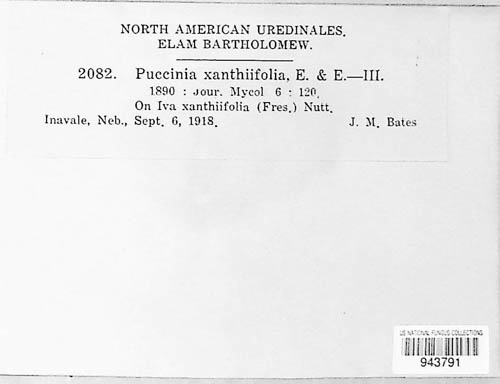 NORTH AMERICAN UREDINALES.
ELAM BARTHOLOMEW.
2082. Puccinia xanthiifolia, E. & E.—III.
1890 : Jour. Mycol 6 : 120.
On Iva xanthiifolia (Fres.) Nutt.
Inavale, Neb., Sept. 6, 1918. J. M. Bates
US NATIONAL FUNGUS COLLECTIONS
943791